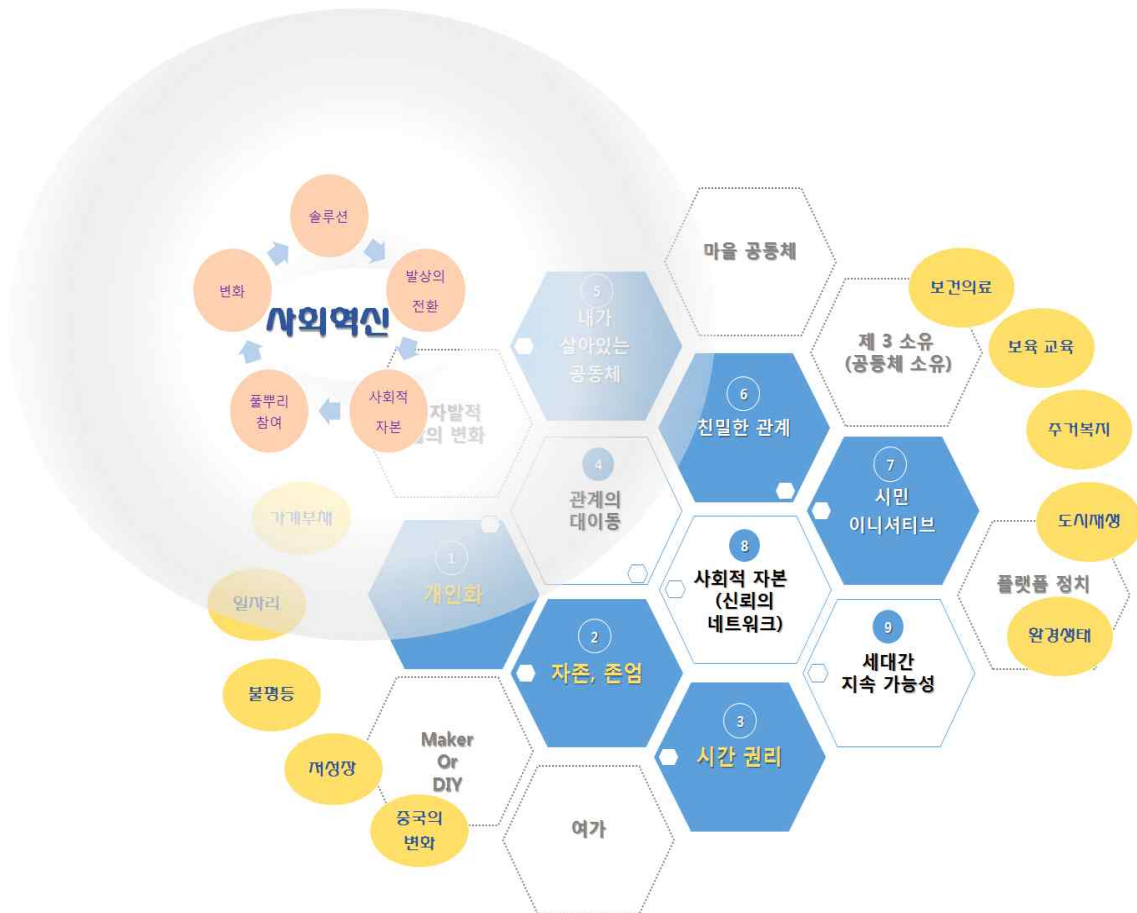 솔루션
변화
발상의
전환
사회혁신
풀뿌리
참여
사회적
자본
마을 공동체
5
내가
살아있는
공동체
제 3 소유
(공동체 소유)
보건의료
보육 교육
주거복지
도시재생
환경생태
6
친밀한 관계
7
시민
이니셔티브
자발적
의 변화
4
관계의
대이동
가계부채
일자리
불평등
저성장
중국의
변화
1
개인화
8
사회적 자본
(신뢰의
네트워크)
플랫폼 정치
9
세대간
지속 가능성
2
자존, 존엄
3
시간 권리
Maker
Or
DIY
여가